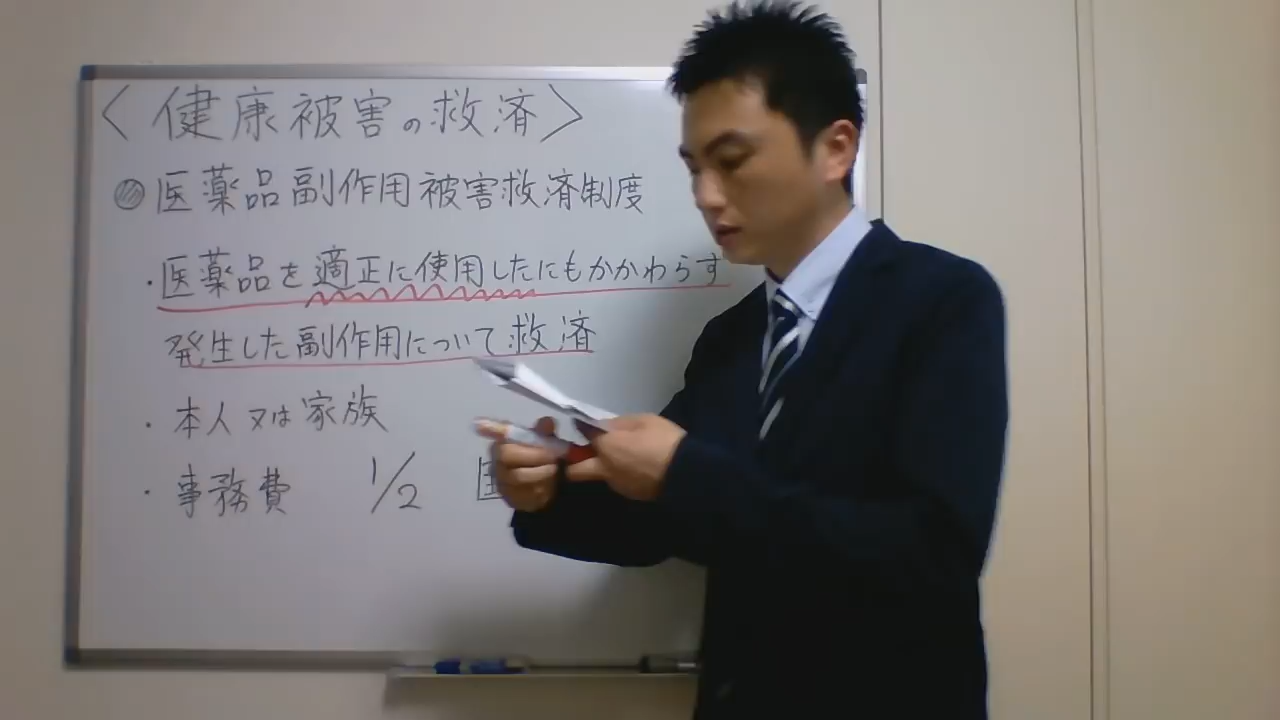 〈健康被害の救済〉
医薬品副作用被害救済制度
・医薬品を適正に使用したにもかかわらず
発生した副作用について救済
・本人又は家族
・事務費 1/2